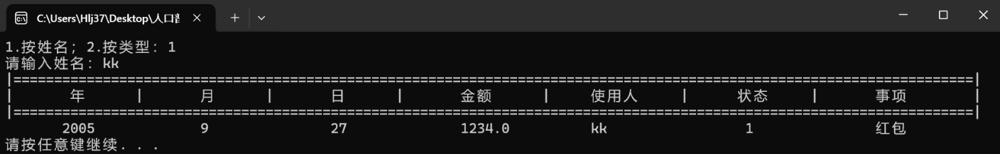 C:\Users\Hlj37\Desktop\人口普
1.按姓名; 2.按类型: 1
请输入姓名: kk
|======================================================================================================================|
| 年 | 月 | 日 | 金额 | 使用人 | 状态 | 事项 |
|======================================================================================================================|
2005 9 27 1234.0 kk 1 红包
请按任意键继续. . .